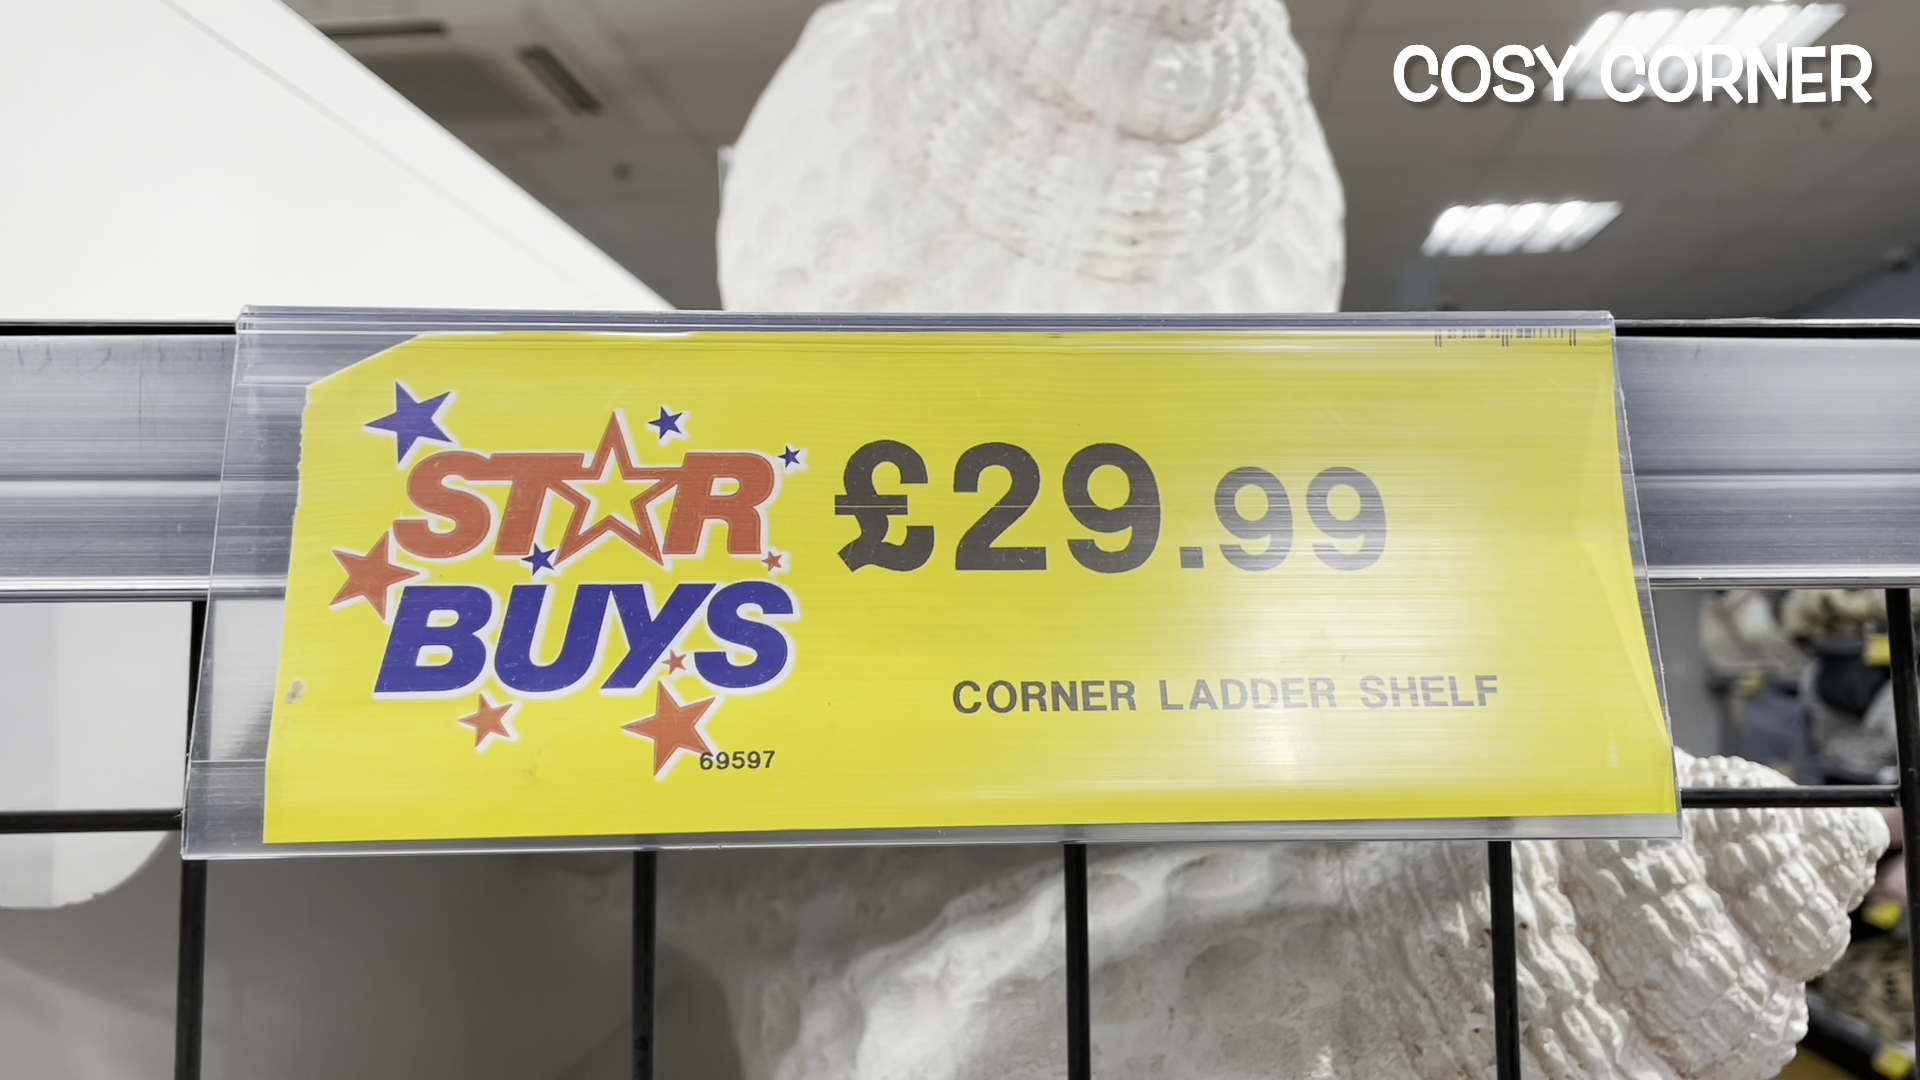 COSY CORNER
STAR
BUYS
£29.99
CORNER LADDER SHELF
69597